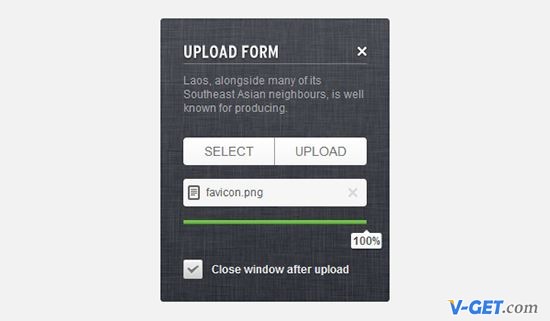 UPLOAD FORM
Laos, alongside many of its
Southeast Asian neighbours, is well
known for producing.
SELECT UPLOAD
favicon.png
100%
Close window after upload
V-GET.com